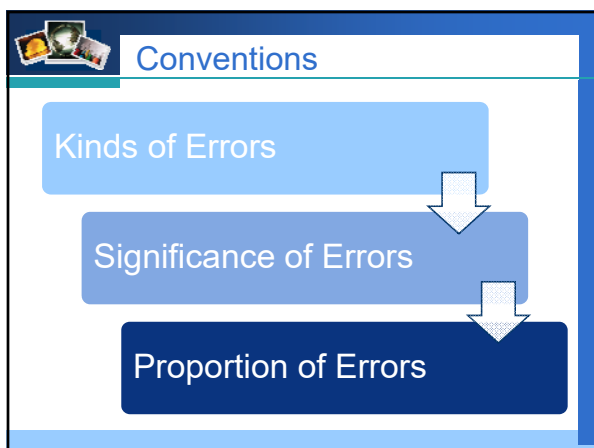 Conventions
Kinds of Errors
Significance of Errors
Proportion of Errors